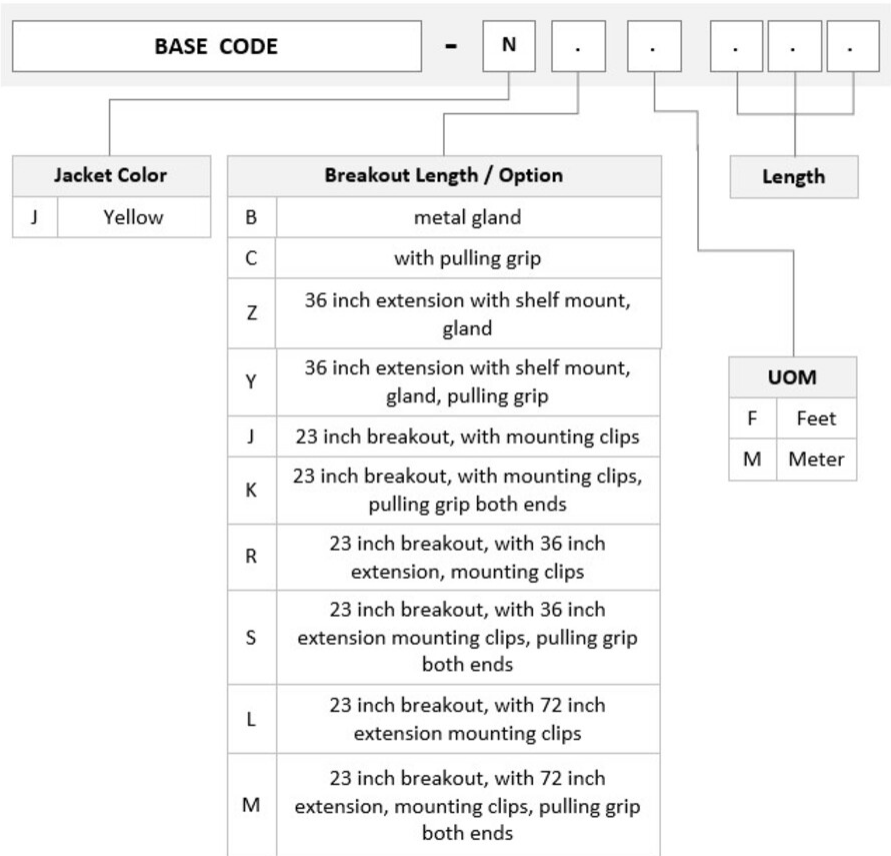 BASE CODE - N . . . . .
Jacket Color
J Yellow
Breakout Length / Option
B metal gland
C with pulling grip
Z 36 inch extension with shelf mount,
gland
Y 36 inch extension with shelf mount,
gland, pulling grip
J 23 inch breakout, with mounting clips
K 23 inch breakout, with mounting clips,
pulling grip both ends
R 23 inch breakout, with 36 inch
extension, mounting clips
S 23 inch breakout, with 36 inch
extension mounting clips, pulling grip
both ends
L 23 inch breakout, with 72 inch
extension mounting clips
M 23 inch breakout, with 72 inch
extension, mounting clips, pulling grip
both ends
Length
UOM
F Feet
M Meter